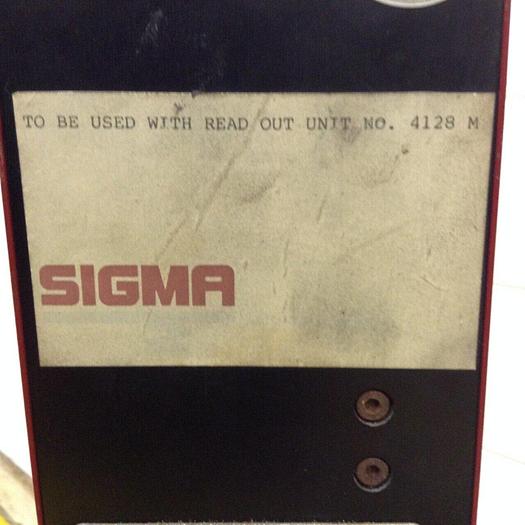 TO BE USED WITH READ OUT UNIT NO. 4128 M
SIGMA